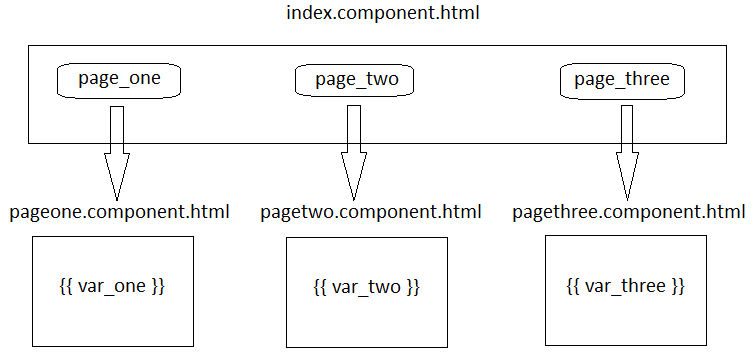 index.component.html
page_one
page_two
page_three
pageone.component.html
pagetwo.component.html
pagethree.component.html
{{ var_one }}
{{ var_two }}
{{ var_three }}